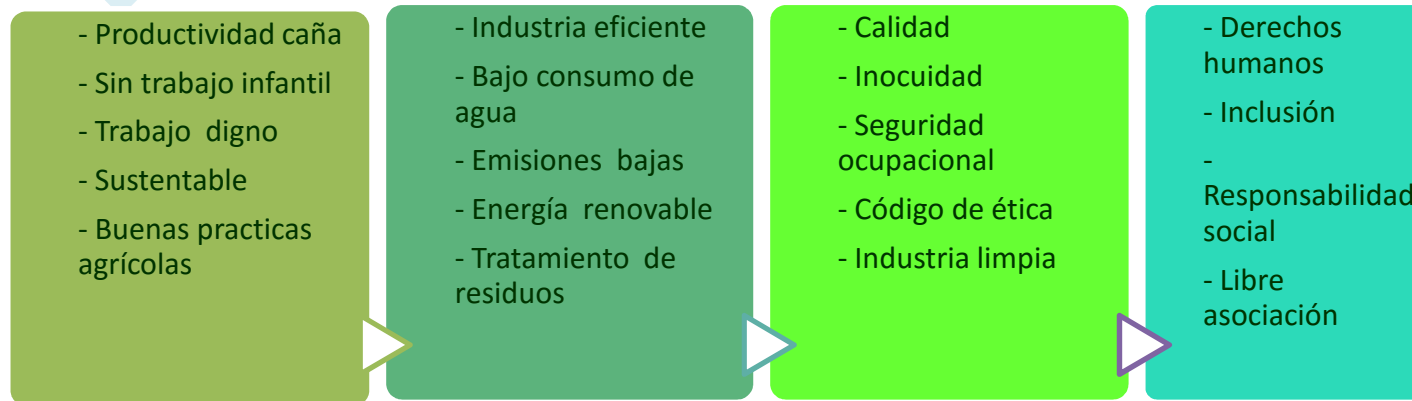 - Productividad caña
- Sin trabajo infantil
- Trabajo  digno
- Sustentable
- Buenas practicas
agrícolas
- Industria eficiente
- Bajo consumo de
agua
- Emisiones  bajas
- Energía  renovable
- Tratamiento  de
residuos
- Calidad
- Inocuidad
- Seguridad
ocupacional
- Código de ética
- Industria limpia
- Derechos
humanos
- Inclusión
-
Responsabilidad
social
- Libre
asociación